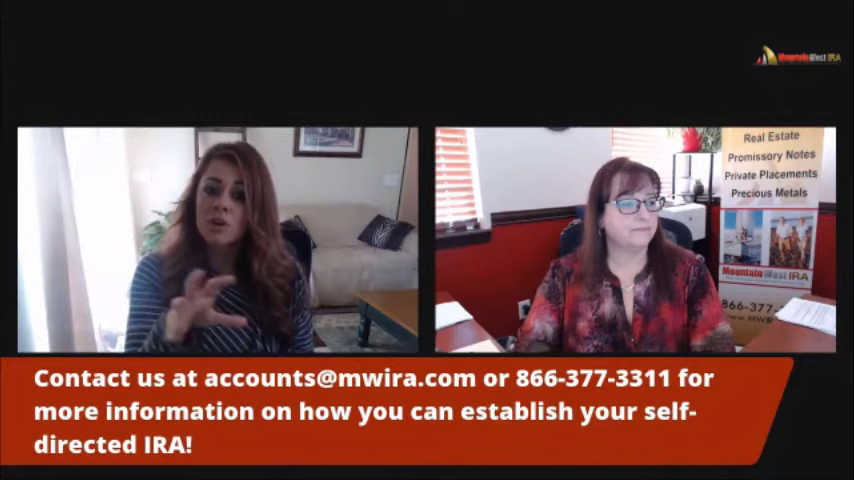 Mountain West IRA
Real Estate
Promissory Notes
Private Placements
Precious Metals
Mountain West IRA
866-377-
Contact us at accounts@mwira.com or 866-377-3311 for
more information on how you can establish your self-
directed IRA!